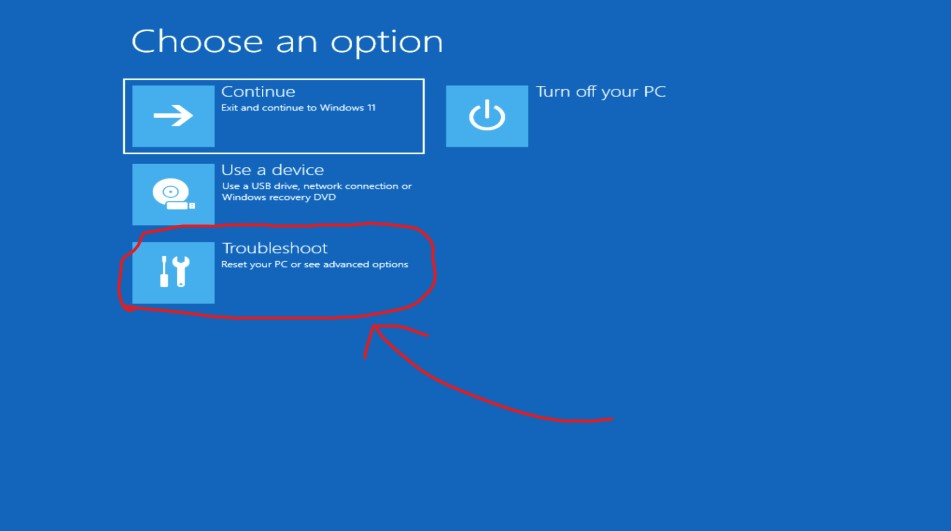 Choose an option
Continue
Exit and continue to Windows 11
Turn off your PC
Use a device
Use a USB drive, network connection or
Windows recovery DVD
Troubleshoot
Reset your PC or see advanced options